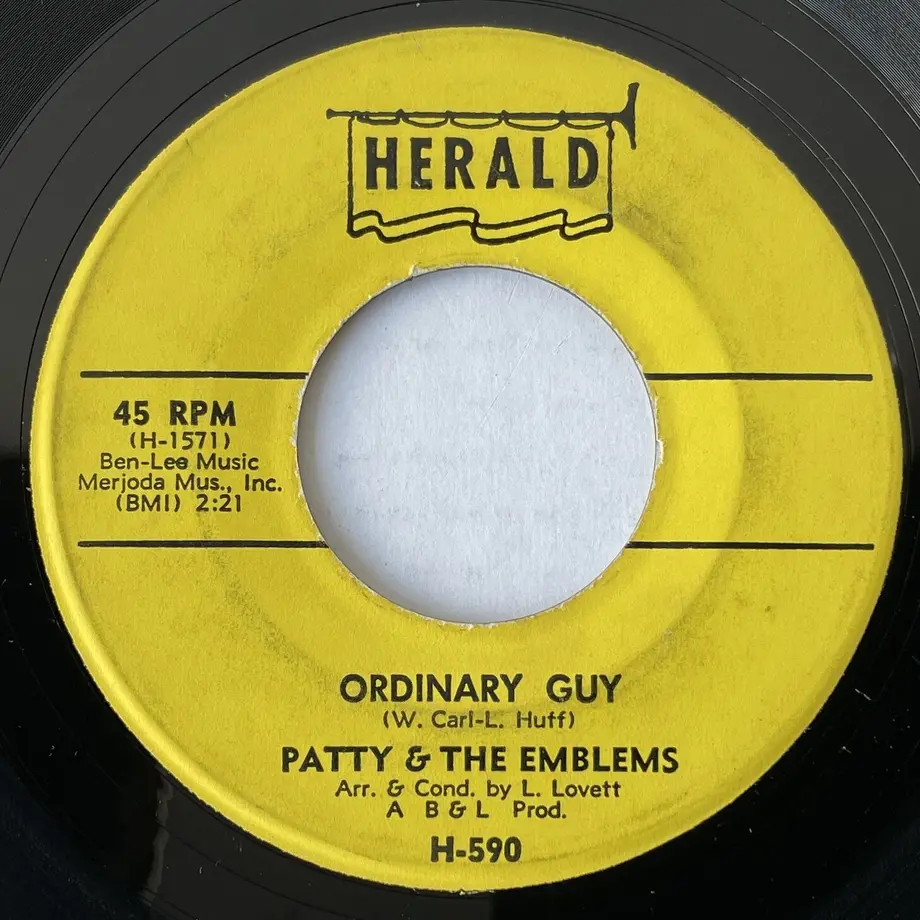 HERALD
45 RPM
(H-1571)
Ben-Lee Music
Merjoda Mus., Inc.
(BMI) 2:21
ORDINARY GUY
(W. Carl-L. Huff)
PATTY & THE EMBLEMS
Arr. & Cond. by L. Lovett
A B & L Prod.
H-590